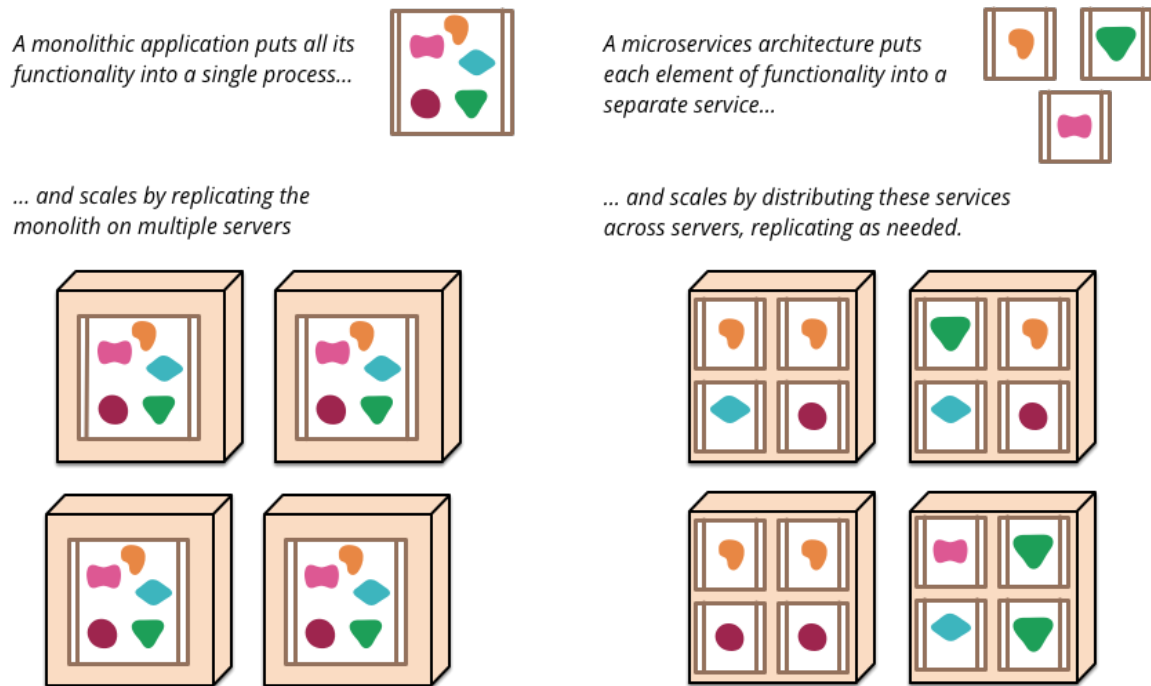 A monolithic application puts all its
functionality into a single process...
... and scales by replicating the
monolith on multiple servers
A microservices architecture puts
each element of functionality into a
separate service...
... and scales by distributing these services
across servers, replicating as needed.